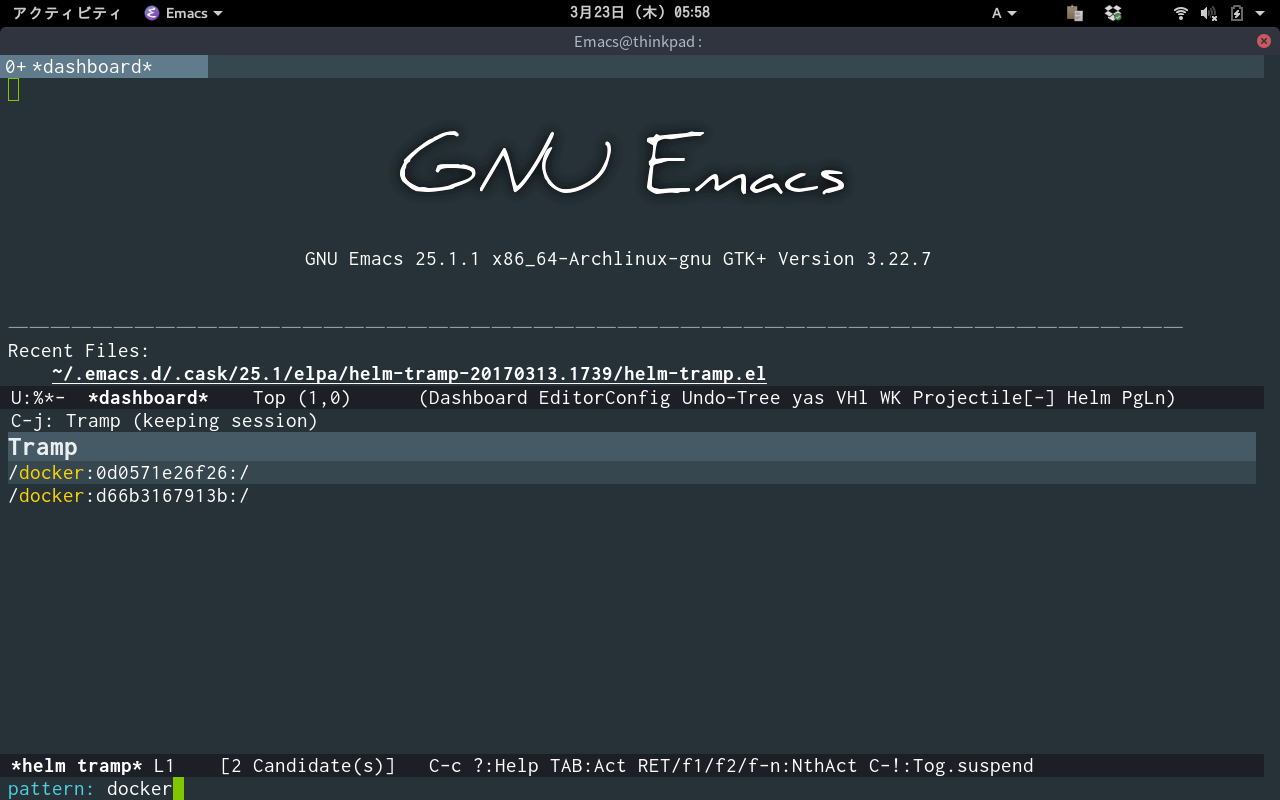 アクティビティ Emacs 3月23日 (木) 05:58 A
Emacs@thinkpad:
0+ *dashboard*
GNU Emacs
GNU Emacs 25.1.1 x86_64-Archlinux-gnu GTK+ Version 3.22.7
Recent Files:
~/.emacs.d/.cask/25.1/elpa/helm-tramp-20170313.1739/helm-tramp.el
U:%*- *dashboard* Top (1,0) (Dashboard EditorConfig Undo-Tree yas VHl WK Projectile[-] Helm PgLn)
C-j: Tramp (keeping session)
Tramp
/docker:0d0571e26f26:/
/docker:d66b3167913b:/
*helm tramp* L1 [2 Candidate(s)] C-c ?:Help TAB:Act RET/f1/f2/f-n:NthAct C-!:Tog.suspend
pattern: docker